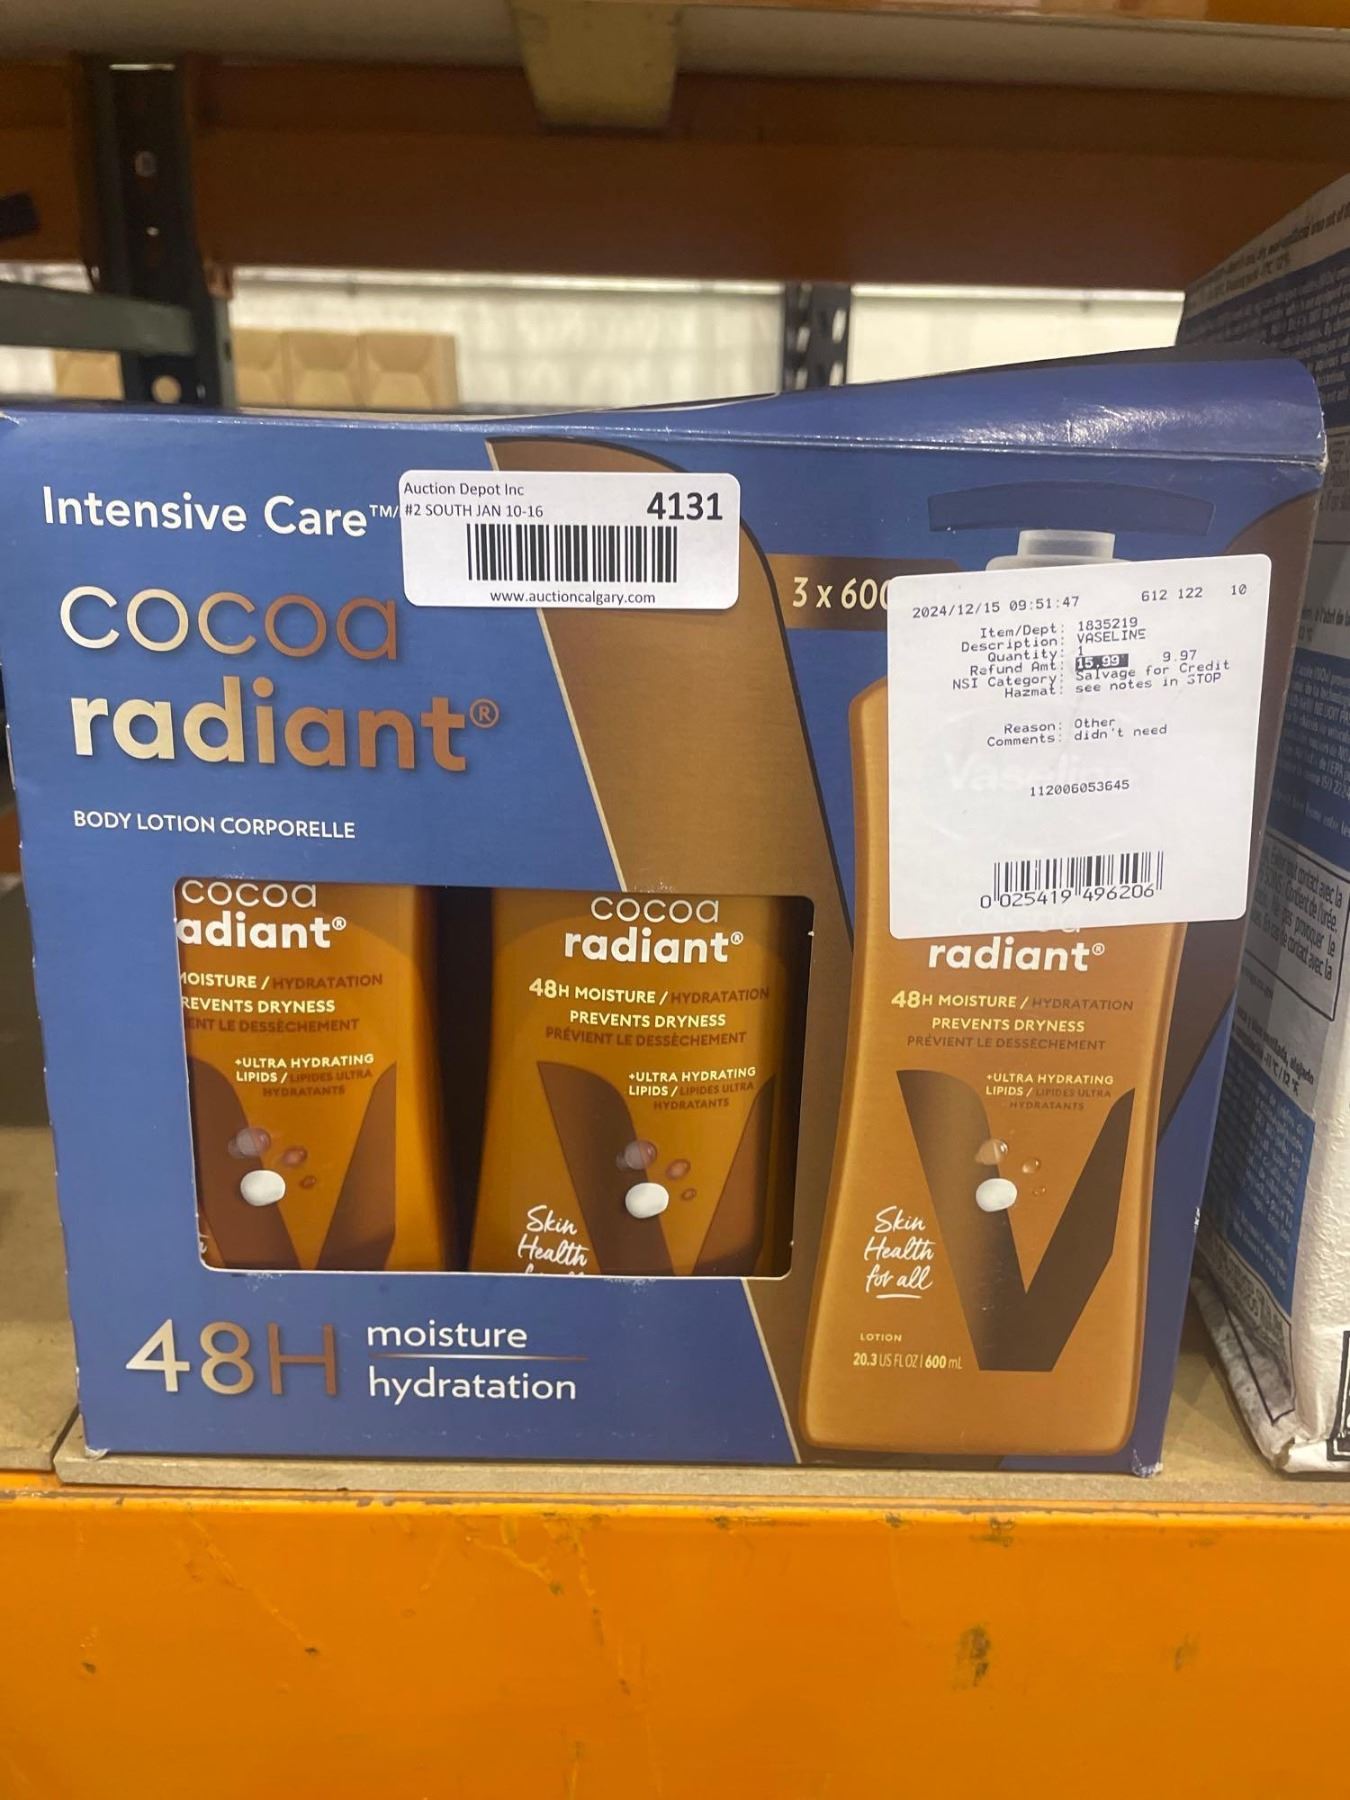 Intensive Care™/
cocoa
radiant®
BODY LOTION CORPORELLE
Auction Depot Inc
#2 SOUTH JAN 10-16
4131
www.auctioncalgary.com
3 x 600
2024/12/15 09:51:47 612 122 10
Item/Dept: 1835219
Description: VASELINE
Quantity: 1
Refund Amt: 15.99 9.97
NSI Category: Salvage for Credit
Hazmat: see notes in STOP
Reason: Other
Comments: didn't need
Vaseline
112006053645
0 025419 496206
cocoa
adiant®
MOISTURE / HYDRATATION
REVENTS DRYNESS
ENT LE DESSÈCHEMENT
+ULTRA HYDRATING
LIPIDS / LIPIDES ULTRA
HYDRATANTS
cocoa
radiant®
48H MOISTURE / HYDRATATION
PREVENTS DRYNESS
PRÉVIENT LE DESSÈCHEMENT
+ULTRA HYDRATING
LIPIDS / LIPIDES ULTRA
HYDRATANTS
Skin
Health
radiant®
48H MOISTURE / HYDRATATION
PREVENTS DRYNESS
PRÉVIENT LE DESSÈCHEMENT
+ULTRA HYDRATING
LIPIDS / LIPIDES ULTRA
HYDRATANTS
Skin
Health
for all
LOTION
20.3 US FL OZ | 600 mL
48H moisture
hydratation